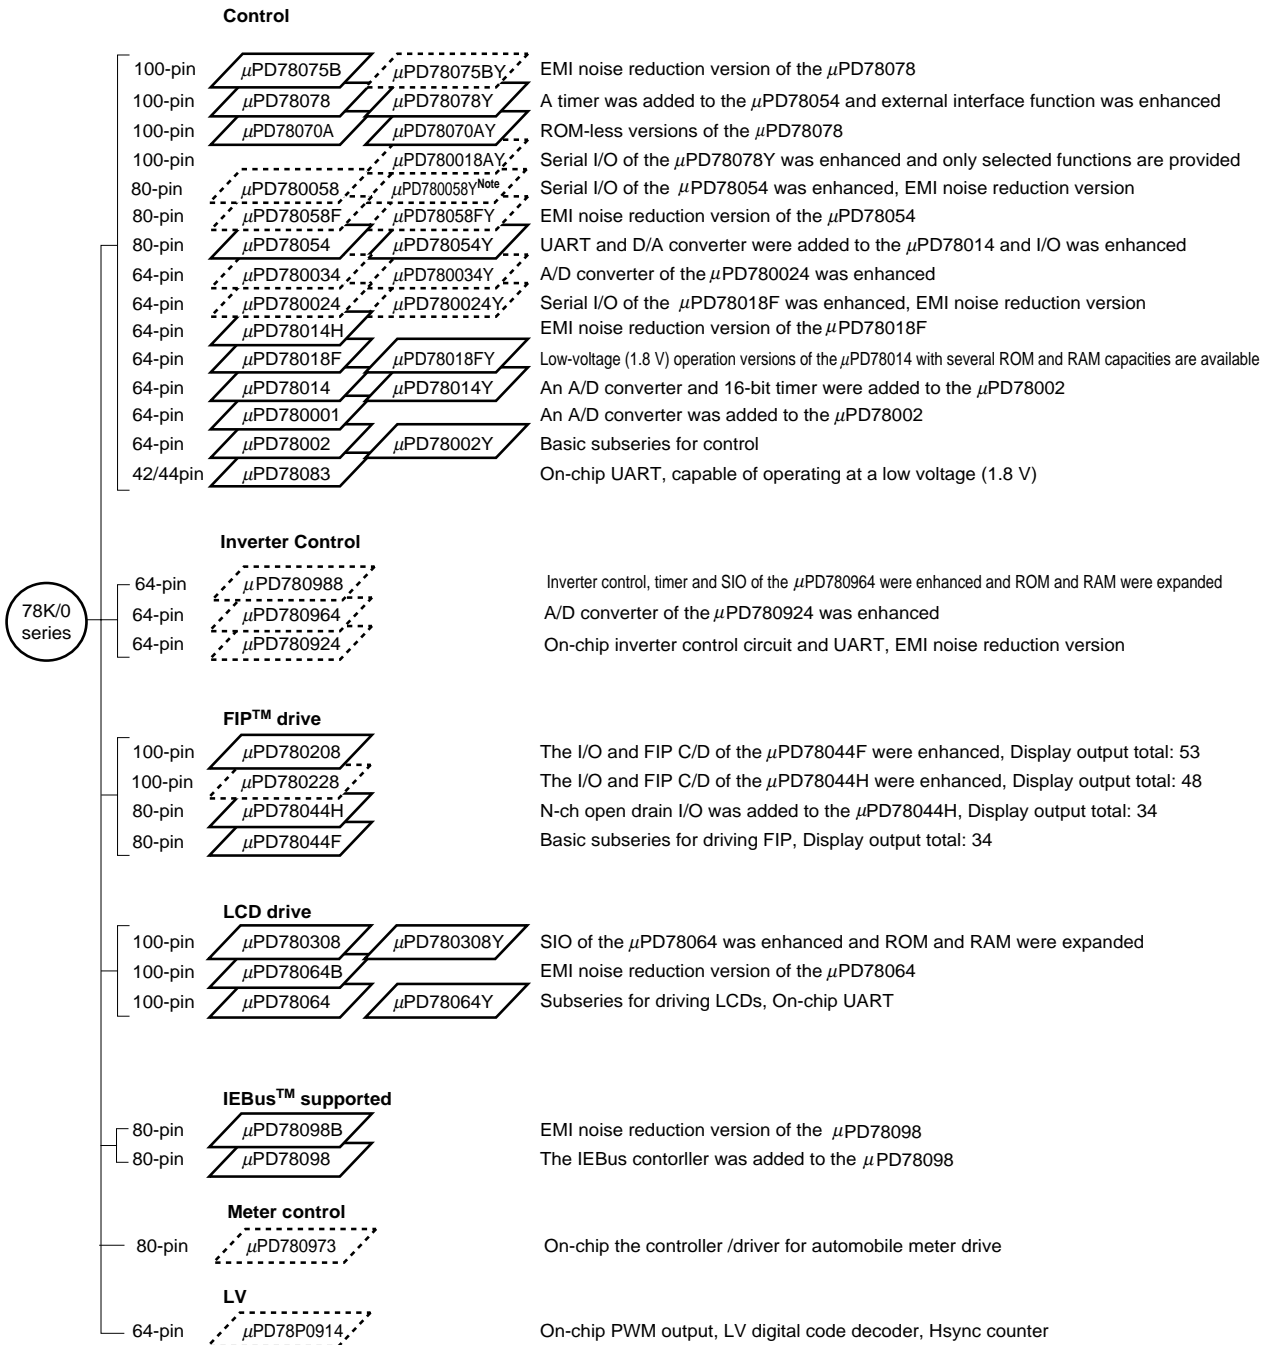 Control
100-pin μPD78075B μPD78075BY EMI noise reduction version of the μPD78078
100-pin μPD78078 μPD78078Y A timer was added to the μPD78054 and external interface function was enhanced
100-pin μPD78070A μPD78070AY ROM-less versions of the μPD78078
100-pin μPD780018AY Serial I/O of the μPD78078Y was enhanced and only selected functions are provided
80-pin μPD780058 μPD780058YNote Serial I/O of the μPD78054 was enhanced, EMI noise reduction version
80-pin μPD78058F μPD78058FY EMI noise reduction version of the μPD78054
80-pin μPD78054 μPD78054Y UART and D/A converter were added to the μPD78014 and I/O was enhanced
64-pin μPD780034 μPD780034Y A/D converter of the μPD780024 was enhanced
64-pin μPD780024 μPD780024Y Serial I/O of the μPD78018F was enhanced, EMI noise reduction version
64-pin μPD78014H EMI noise reduction version of the μPD78018F
64-pin μPD78018F μPD78018FY Low-voltage (1.8 V) operation versions of the μPD78014 with several ROM and RAM capacities are available
64-pin μPD78014 μPD78014Y An A/D converter and 16-bit timer were added to the μPD78002
64-pin μPD780001 An A/D converter was added to the μPD78002
64-pin μPD78002 μPD78002Y Basic subseries for control
42/44pin μPD78083 On-chip UART, capable of operating at a low voltage (1.8 V)
Inverter Control
64-pin μPD780988 Inverter control, timer and SIO of the μPD780964 were enhanced and ROM and RAM were expanded
78K/0 series
64-pin μPD780964 A/D converter of the μPD780924 was enhanced
64-pin μPD780924 On-chip inverter control circuit and UART, EMI noise reduction version
FIPTM drive
100-pin μPD780208 The I/O and FIP C/D of the μPD78044F were enhanced, Display output total: 53
100-pin μPD780228 The I/O and FIP C/D of the μPD78044H were enhanced, Display output total: 48
80-pin μPD78044H N-ch open drain I/O was added to the μPD78044H, Display output total: 34
80-pin μPD78044F Basic subseries for driving FIP, Display output total: 34
LCD drive
100-pin μPD780308 μPD780308Y SIO of the μPD78064 was enhanced and ROM and RAM were expanded
100-pin μPD78064B EMI noise reduction version of the μPD78064
100-pin μPD78064 μPD78064Y Subseries for driving LCDs, On-chip UART
IEBusTM supported
80-pin μPD78098B EMI noise reduction version of the μPD78098
80-pin μPD78098 The IEBus contorller was added to the μPD78098
Meter control
80-pin μPD780973 On-chip the controller /driver for automobile meter drive
LV
64-pin μPD78P0914 On-chip PWM output, LV digital code decoder, Hsync counter